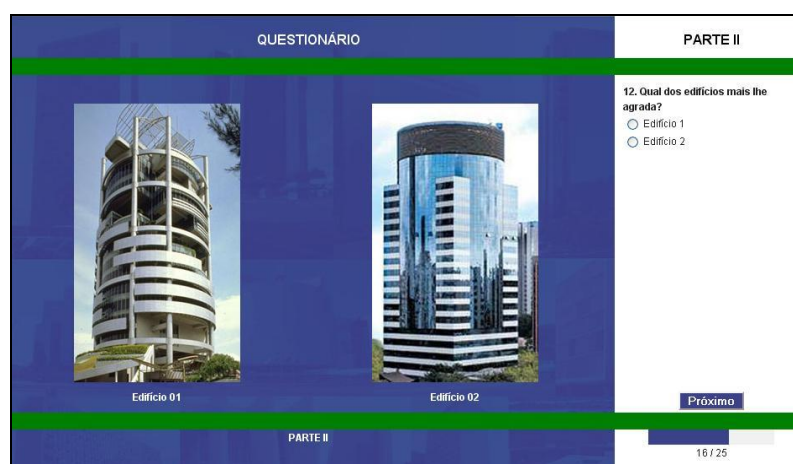 QUESTIONÁRIO
PARTE II
12. Qual dos edifícios mais lhe
agrada?
Edifício 1
Edifício 2
Edifício 01
Edifício 02
Próximo
PARTE II
16 / 25